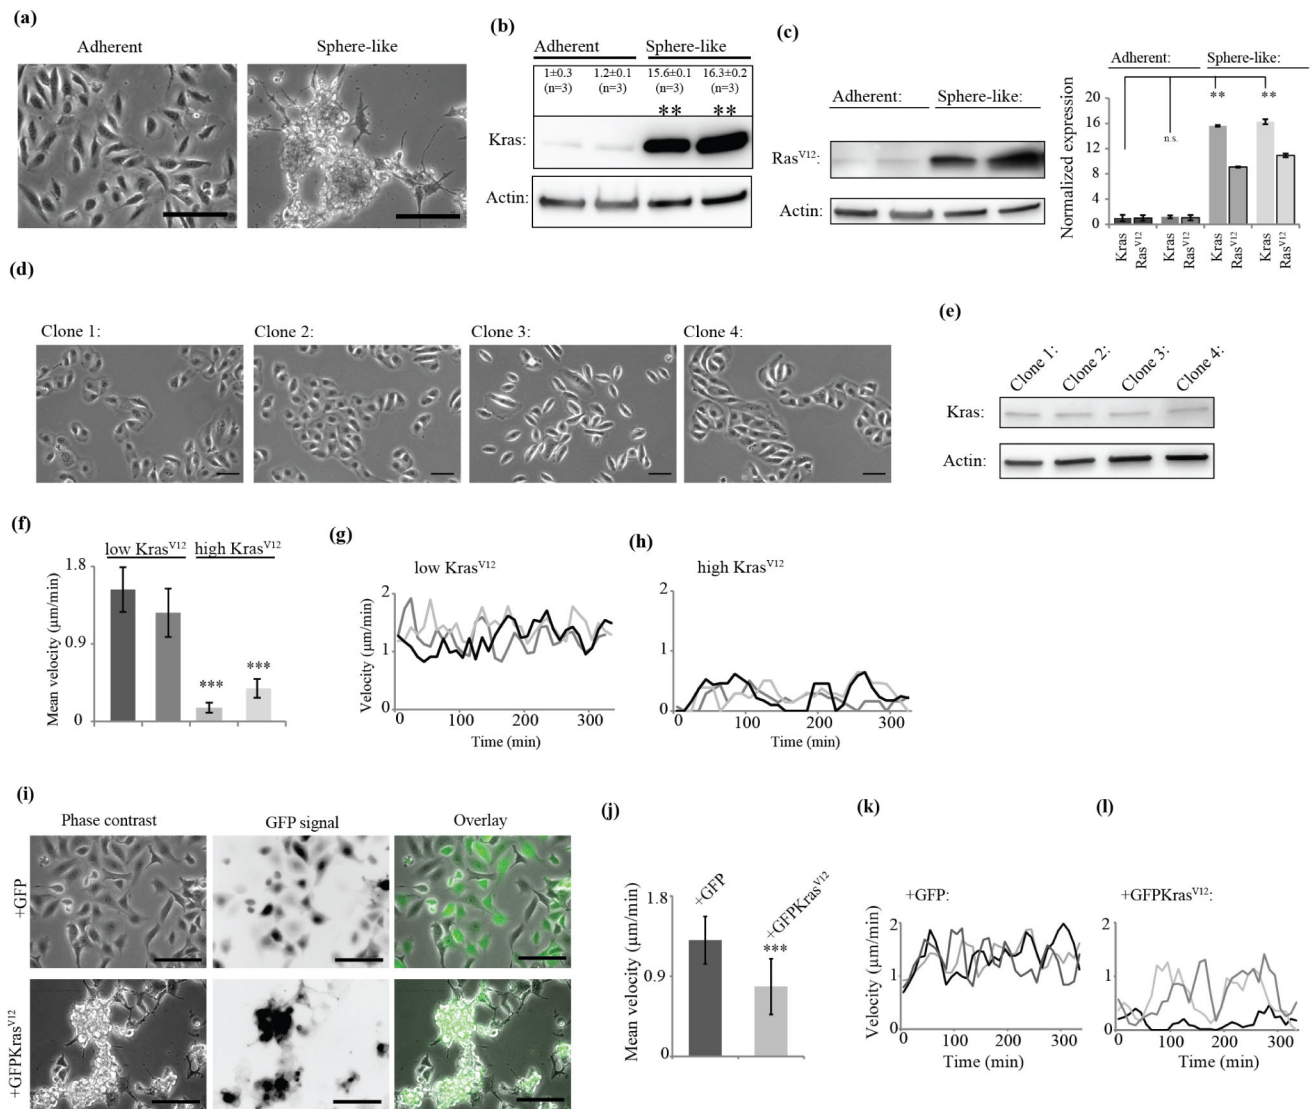 (a)
Adherent Sphere-like
(b)
Adherent Sphere-like
1±0.3 1.2±0.1 15.6±0.1 16.3±0.2
(n=3) (n=3) (n=3) (n=3)
** **
Kras:
Actin:
(c)
Adherent: Sphere-like:
RasV12:
Actin:
Adherent: Sphere-like:
** **
n.s.
Normalized expression
20
16
12
8
4
0
Kras
RasV12
Kras
RasV12
Kras
RasV12
Kras
RasV12
(d)
Clone 1: Clone 2: Clone 3: Clone 4:
(e)
Clone 1: Clone 2: Clone 3: Clone 4:
Kras:
Actin:
(f)
low KrasV12 high KrasV12
Mean velocity (µm/min)
1.8
0.9
0
*** ***
(g)
low KrasV12
Velocity (µm/min)
2
1
0
0 100 200 300
Time (min)
(h)
high KrasV12
2
1
0
0 100 200 300
Time (min)
(i)
Phase contrast GFP signal Overlay
+GFP
+GFPKrasV12
(j)
+GFP
+GFPKrasV12
***
Mean velocity (µm/min)
1.8
0.9
0
(k)
+GFP:
Velocity (µm/min)
2
1
0
0 100 200 300
Time (min)
(l)
+GFPKrasV12:
2
1
0
0 100 200 300
Time (min)